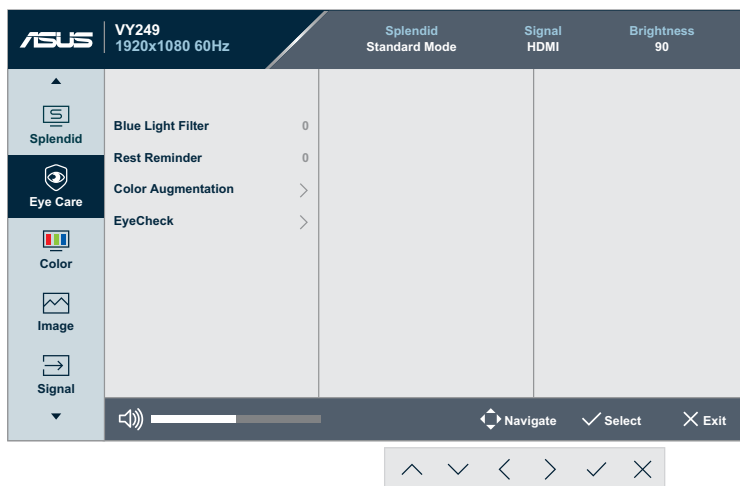 ASUS
VY249
1920x1080 60Hz
Splendid
Standard Mode
Signal
HDMI
Brightness
90
Splendid
Eye Care
Color
Image
Signal
Blue Light Filter 0
Rest Reminder 0
Color Augmentation
EyeCheck
Navigate
Select
Exit